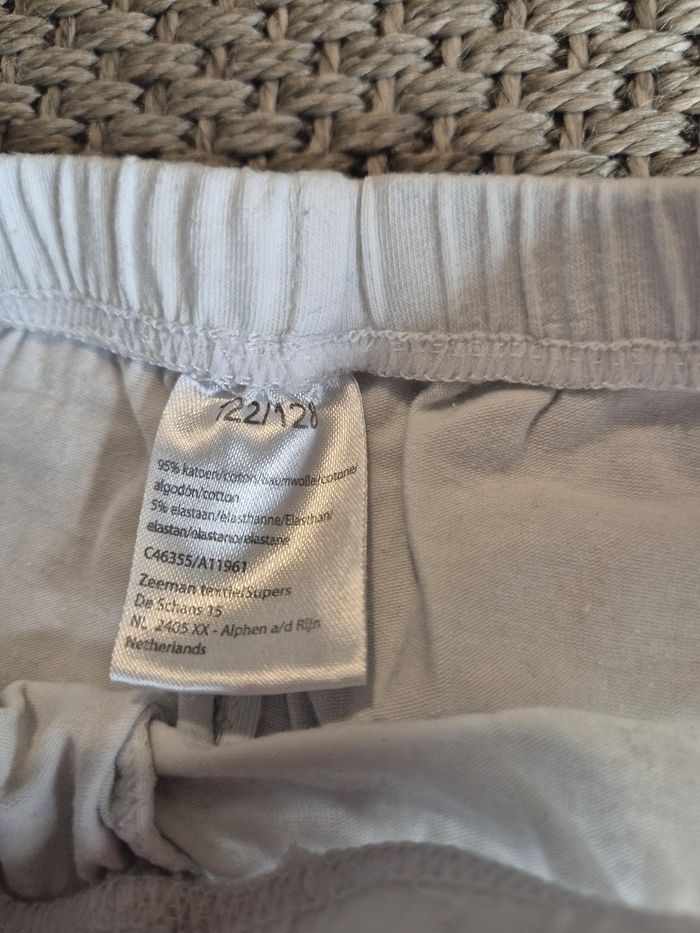 122/128
95% katoen/coton/baumwolle/cotone/
algodón/cotton
5% elastaan/élasthanne/Elasthan/
elastan/elastano/elastane
C46355/A11961
Zeeman textielSupers
De Schans 15
NL 2405 XX - Alphen a/d Rijn
Netherlands